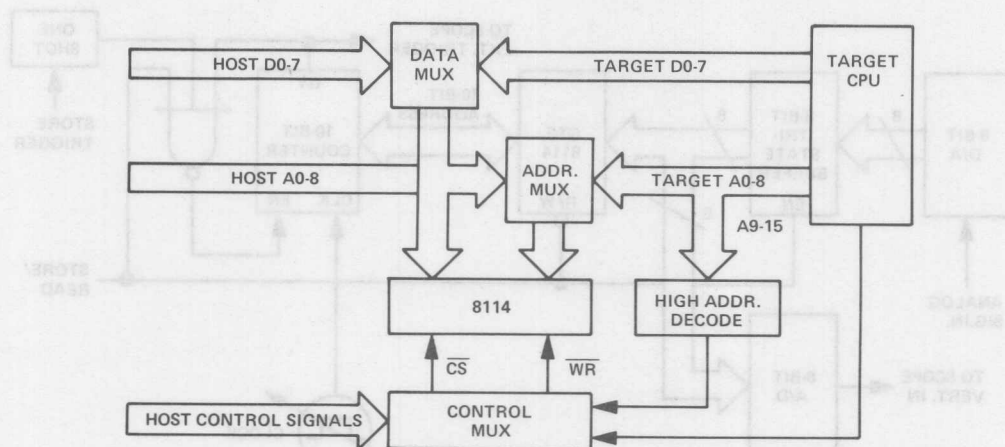 HOST D0-7
DATA
MUX
TARGET D0-7
TARGET
CPU
HOST A0-8
ADDR.
MUX
TARGET A0-8
A9-15
8114
HIGH ADDR.
DECODE
CS
WR
HOST CONTROL SIGNALS
CONTROL
MUX